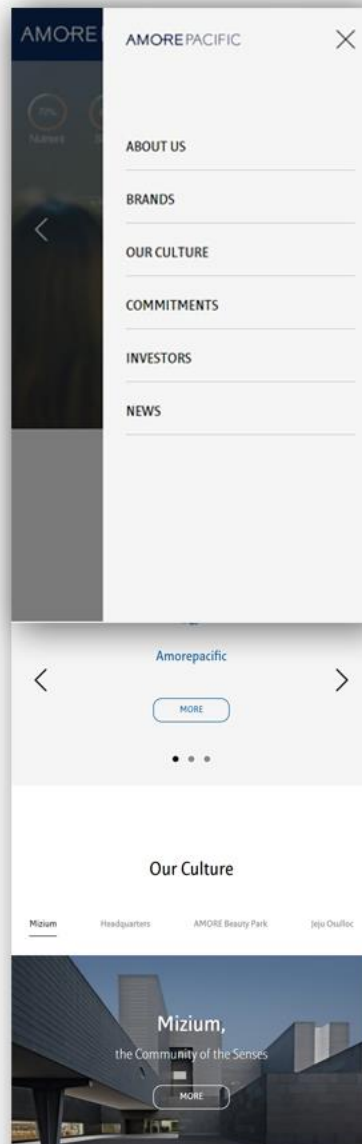 AMORE
AMOREPACIFIC
ABOUT US
BRANDS
OUR CULTURE
COMMITMENTS
INVESTORS
NEWS
Amorepacific
MORE
Our Culture
Mizium Headquarters AMORE Beauty Park Jeju Osulloc
Mizium,
the Community of the Senses
MORE